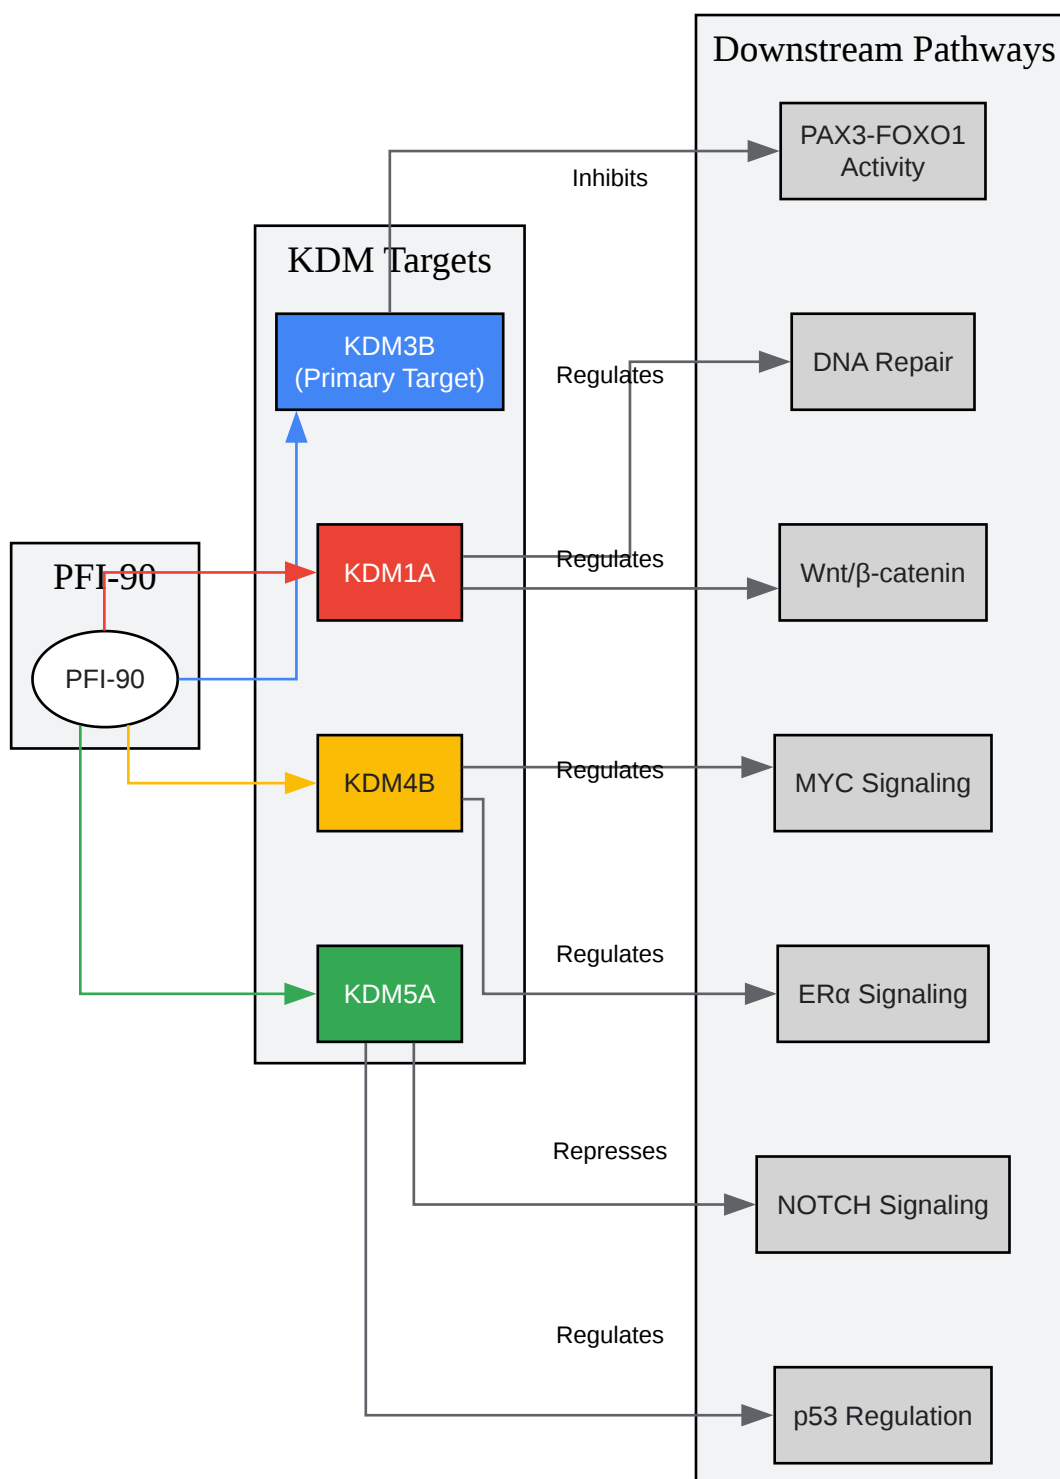 Downstream Pathways
PAX3-FOXO1
Activity
Inhibits
KDM Targets
KDM3B
(Primary Target)
Regulates
DNA Repair
PFI-90
KDM1A
Regulates
Wnt/β-catenin
PFI-90
KDM4B
Regulates
MYC Signaling
Regulates
KDM5A
ERα Signaling
Represses
NOTCH Signaling
Regulates
p53 Regulation